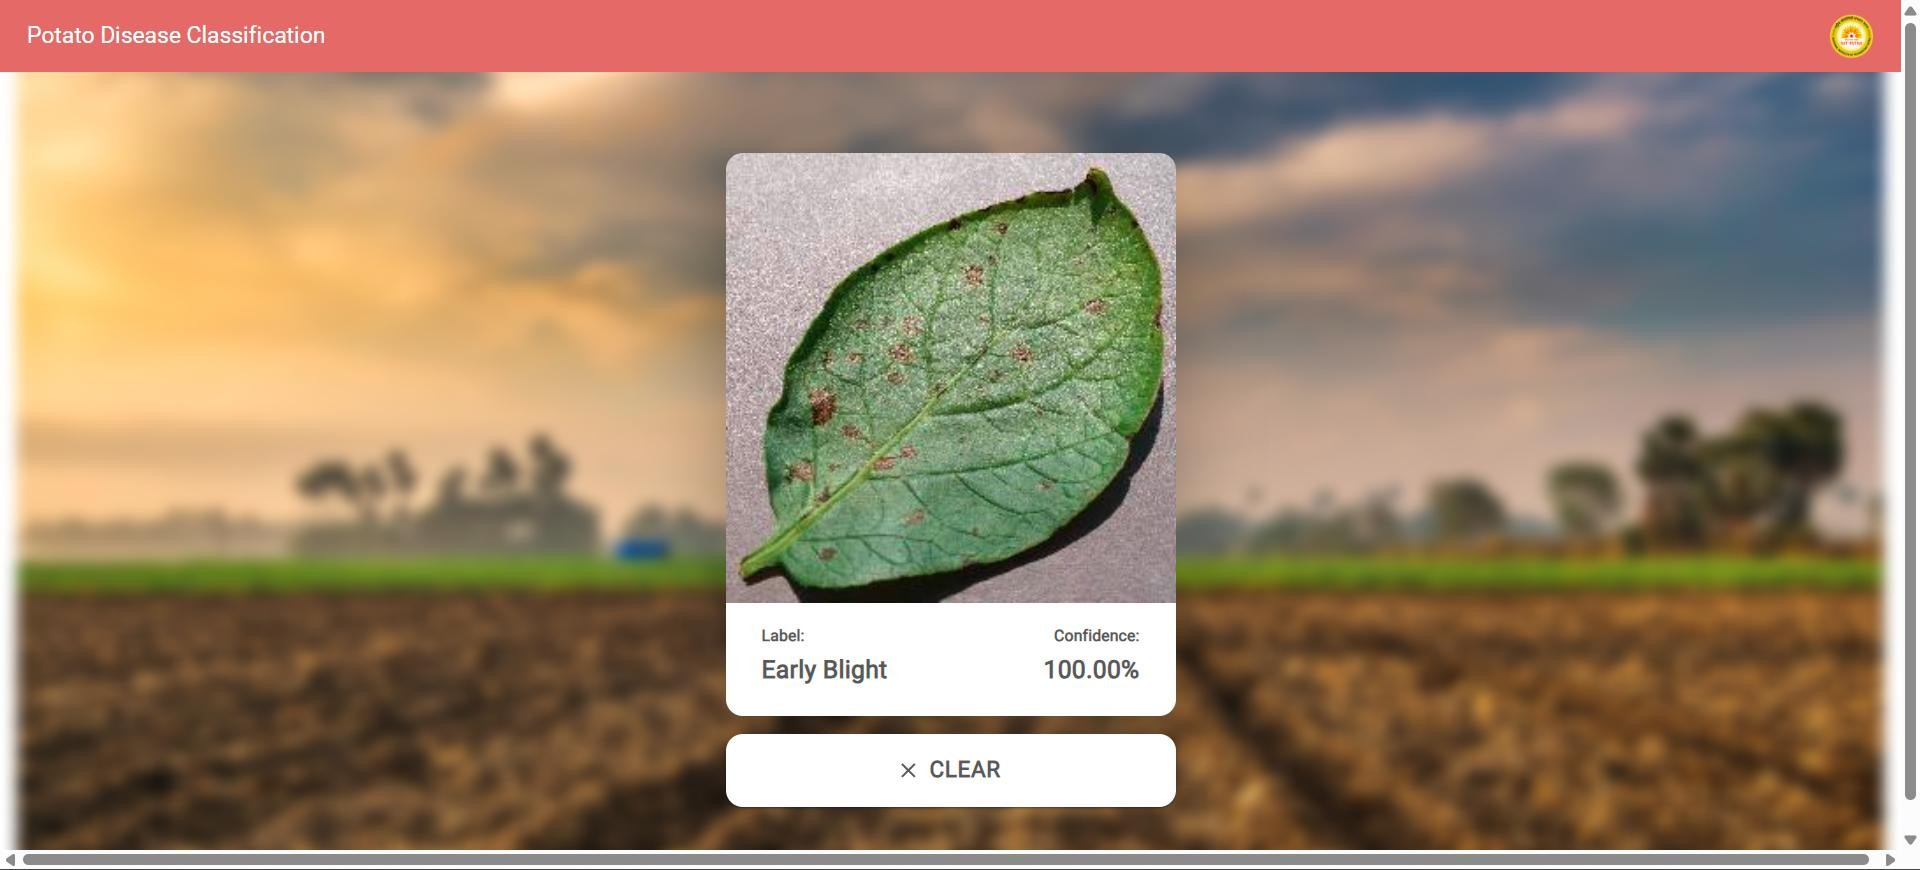 Potato Disease Classification
Label:
Confidence:
Early Blight
100.00%
CLEAR